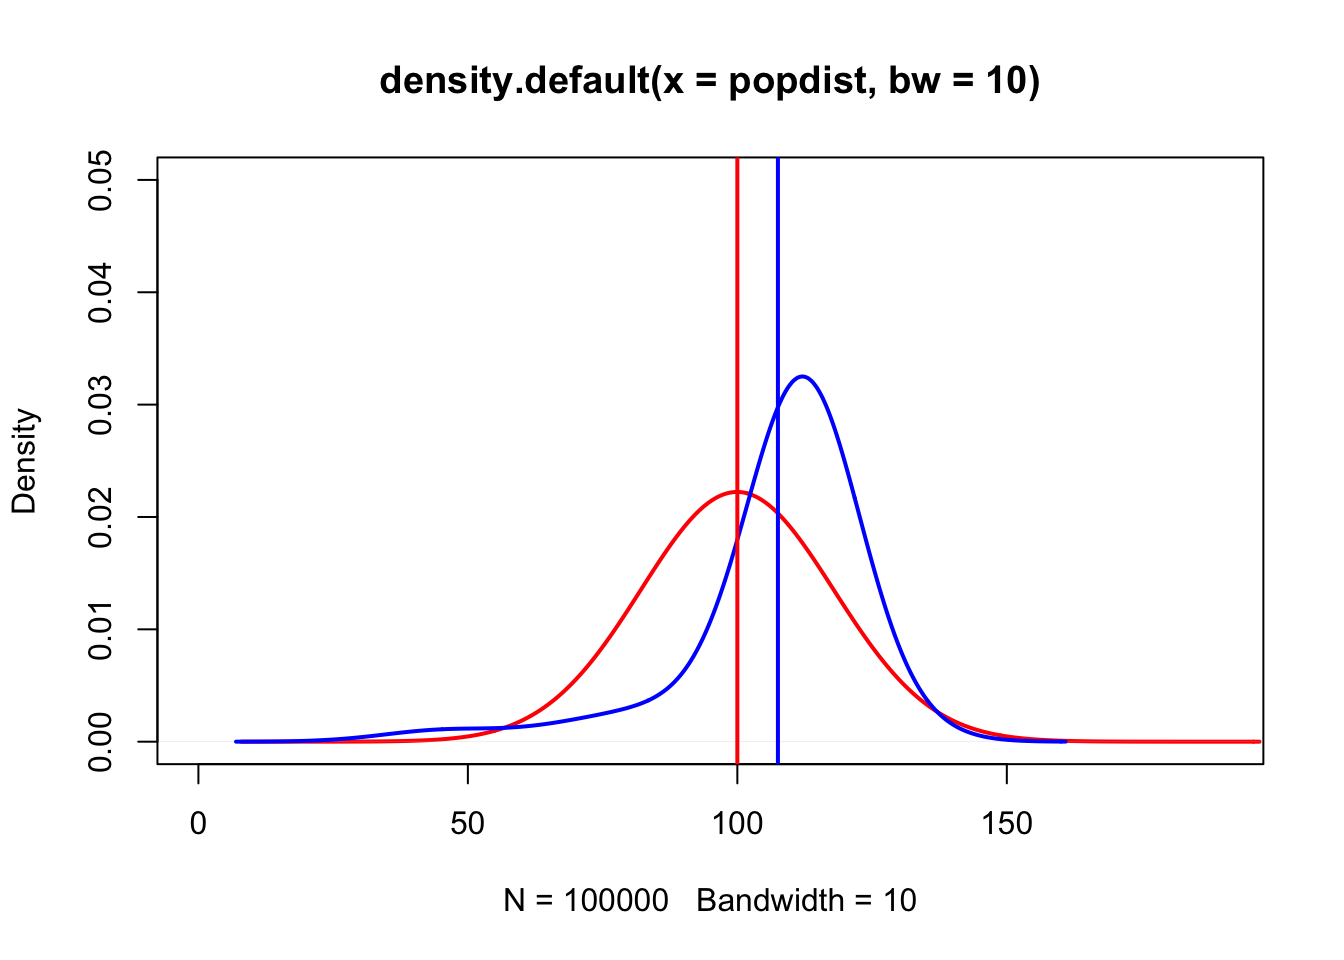 density.default(x = popdist, bw = 10)
0.05
0.04
0.03
0.02
0.01
0.00
Density
0 50 100 150
N = 100000 Bandwidth = 10